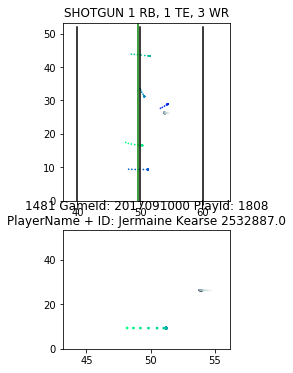 SHOTGUN 1 RB, 1 TE, 3 WR
50
40
30
20
10
0
40 50 60
1481 GameId: 2017091000 PlayId: 1808
PlayerName + ID: Jermaine Kearse 2532887.0
40
20
0
45 50 55